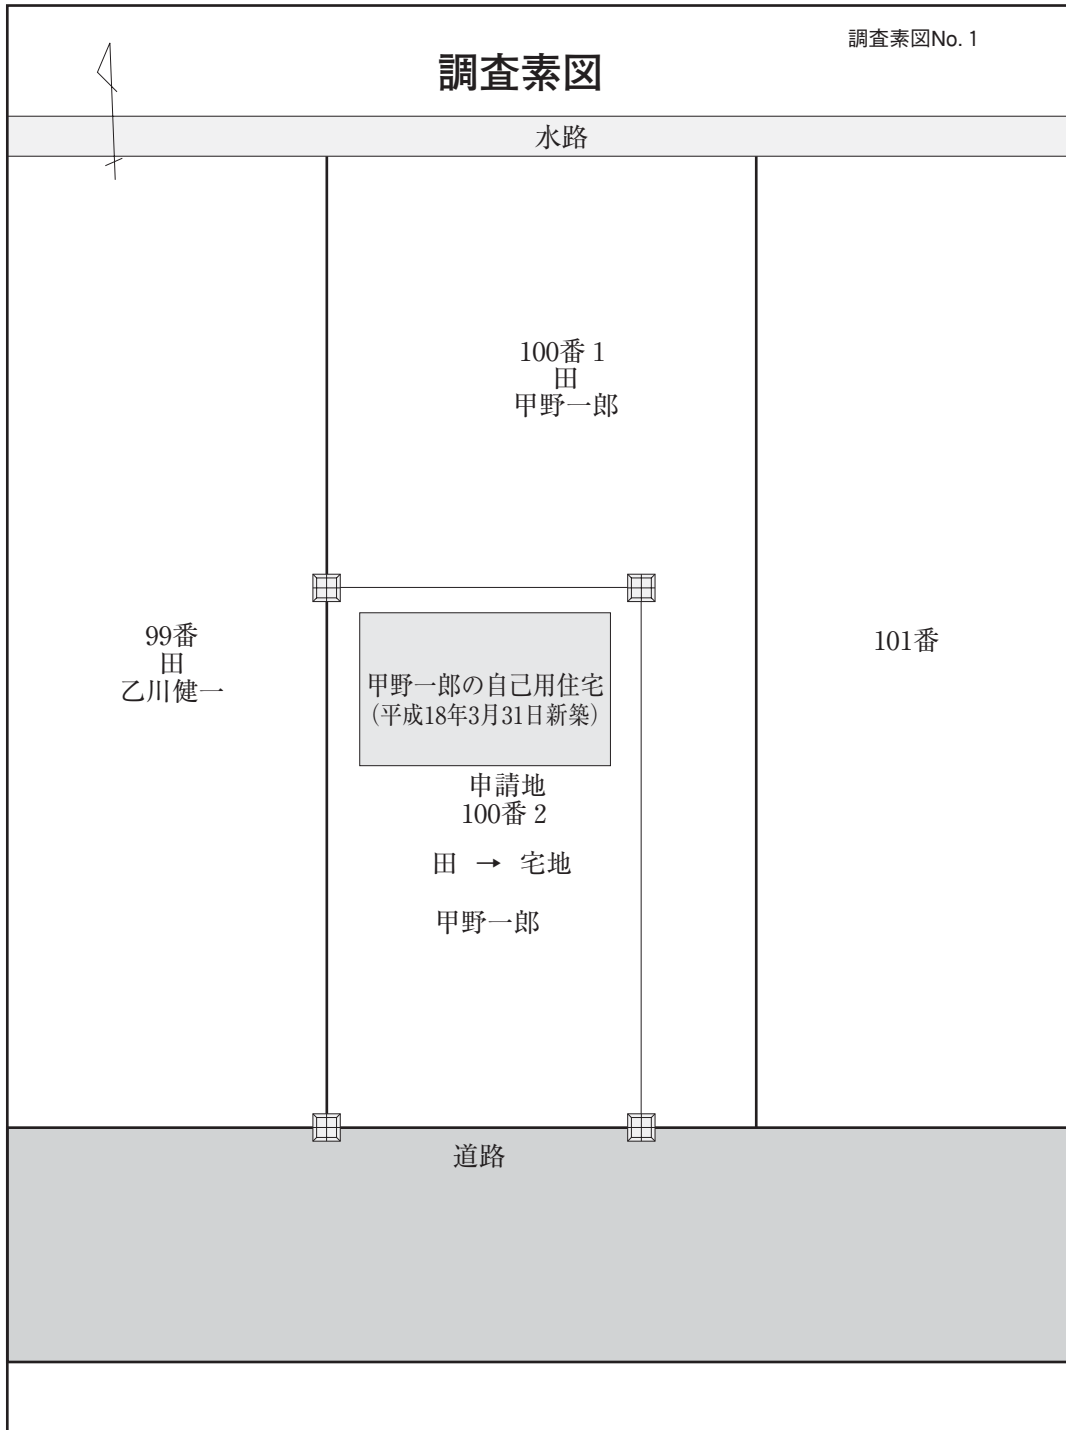 調査素図No. 1
調査素図
水路
100番 1
田
甲野一郎
99番
田
乙川健一
101番
甲野一郎の自己用住宅
(平成18年3月31日新築)
申請地
100番 2
田 → 宅地
甲野一郎
道路